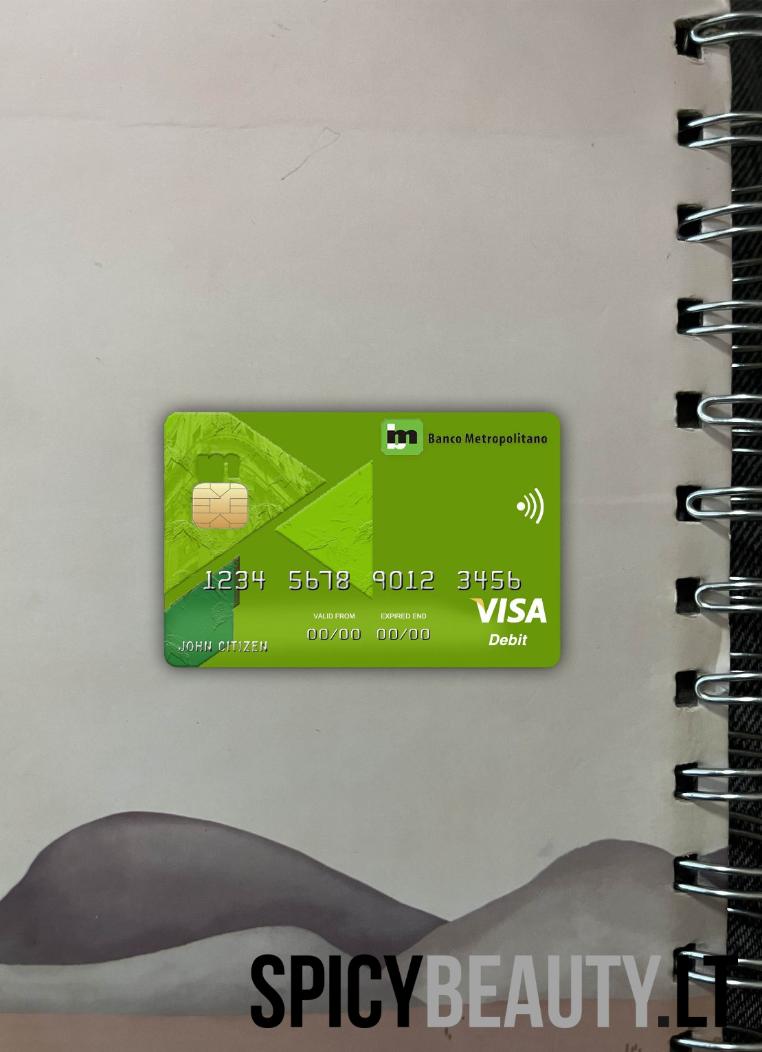 bm Banco Metropolitano
1234 5678 9012 3456
VALID FROM EXPIRED END
00/00 00/00
VISA
Debit
JOHN CITIZEN
SPICYBEAUTY.LT